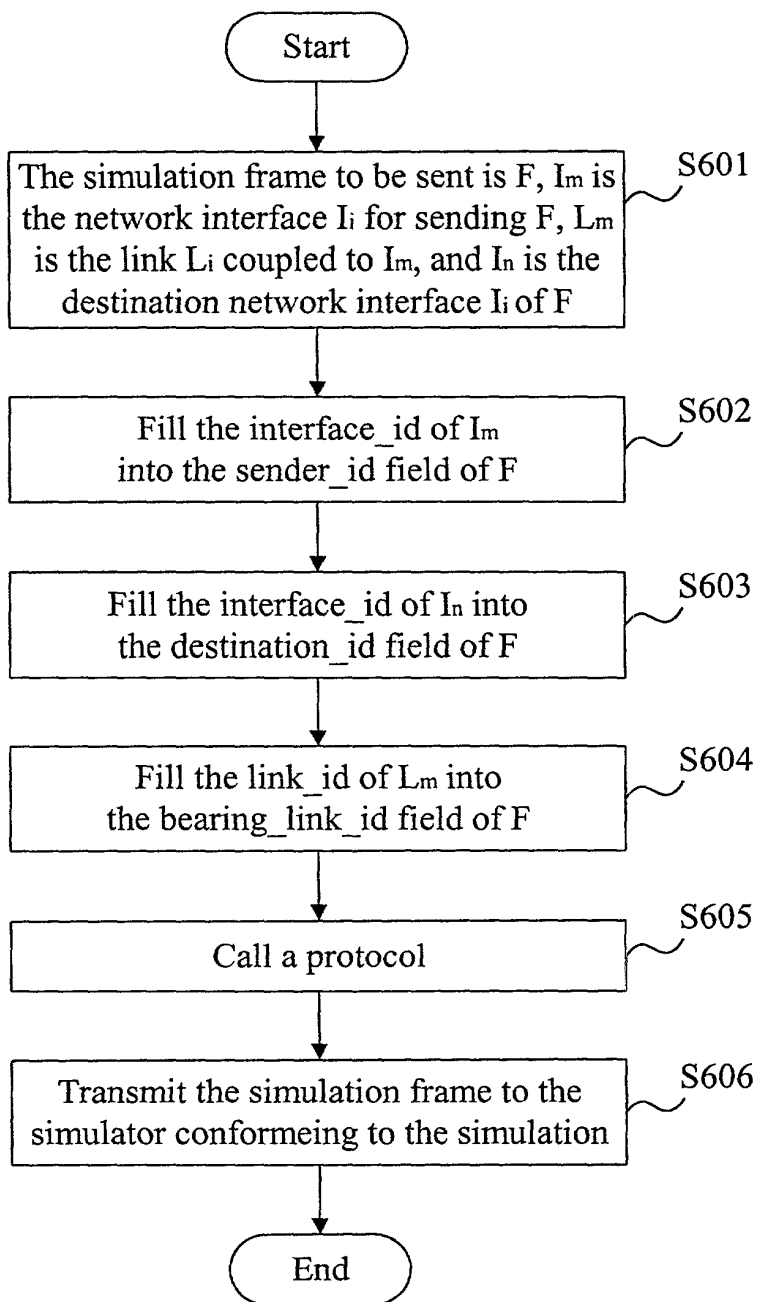 Start
The simulation frame to be sent is F, Im is
the network interface Ii for sending F, Lm
is the link Li coupled to Im, and In is the
destination network interface Ii of F
S601
Fill the interface_id of Im
into the sender_id field of F
S602
Fill the interface_id of In into
the destination_id field of F
S603
Fill the link_id of Lm into
the bearing_link_id field of F
S604
Call a protocol
S605
Transmit the simulation frame to the
simulator conformeing to the simulation
S606
End